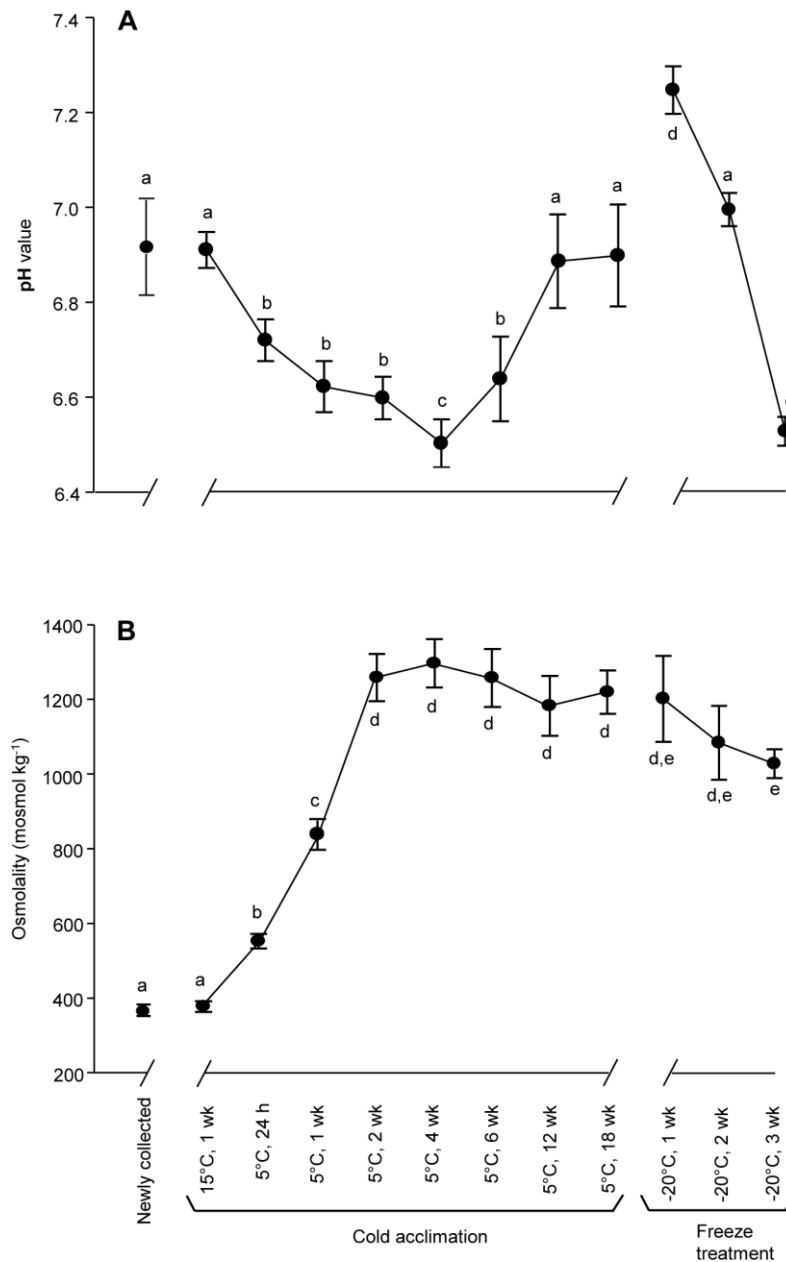 A
7.4
7.2
7.0
6.8
6.6
6.4
pH value
a
a
b
b
b
c
b
a
a
d
a
B
1400
1200
1000
800
600
400
200
Osmolality (mosmol kg⁻¹)
a
a
b
c
d
d
d
d
d
d,e
d,e
e
Newly collected
15°C, 1 wk
5°C, 24 h
5°C, 1 wk
5°C, 2 wk
5°C, 4 wk
5°C, 6 wk
5°C, 12 wk
5°C, 18 wk
-20°C, 1 wk
-20°C, 2 wk
-20°C, 3 wk
Cold acclimation
Freeze
treatment